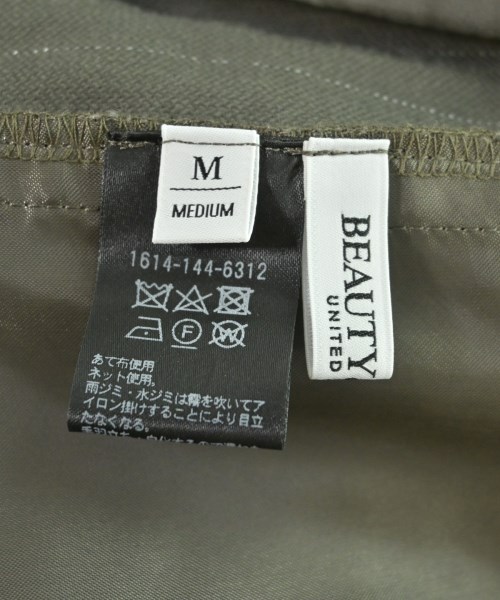 M
MEDIUM
BEAUTY
UNITED
1614-144-6312
F
W
あて布使用
ネット使用。
雨ジミ・水ジミは霧を吹いてア
イロン掛けすることにより目立
たなくなる。